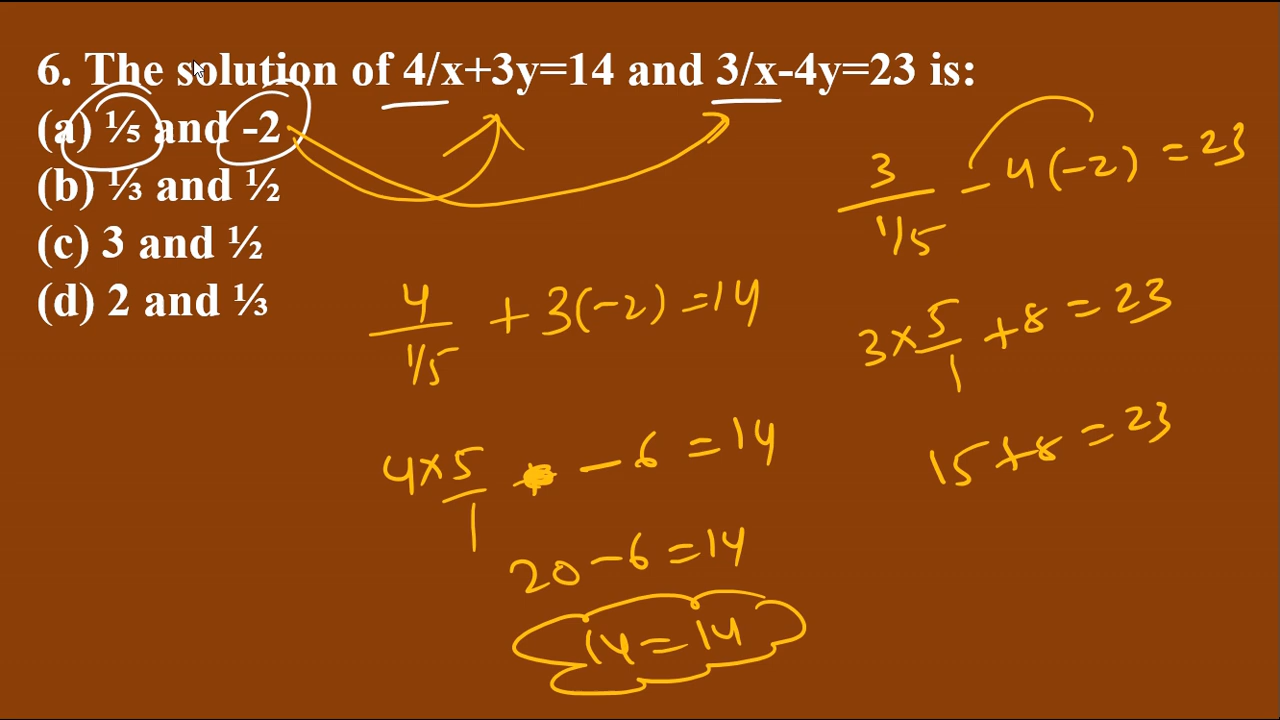 6. The solution of 4/x+3y=14 and 3/x-4y=23 is:
(a) ⅕ and -2
(b) ⅓ and ½
(c) 3 and ½
(d) 2 and ⅓
4/(1/5) + 3(-2) = 14
4 × 5/1 - 6 = 14
20 - 6 = 14
14 = 14
3/(1/5) - 4(-2) = 23
3 × 5/1 + 8 = 23
15 + 8 = 23